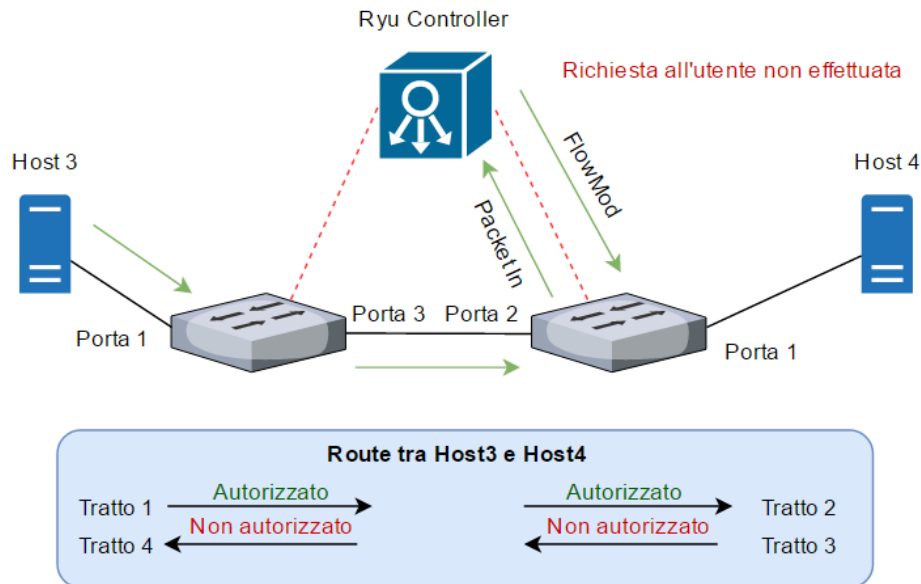 Ryu Controller
Richiesta all'utente non effettuata
Host 3
Host 4
FlowMod
Packet In
Porta 1
Porta 3
Porta 2
Porta 1
Route tra Host3 e Host4
Tratto 1
Autorizzato
Autorizzato
Tratto 2
Tratto 4
Non autorizzato
Non autorizzato
Tratto 3